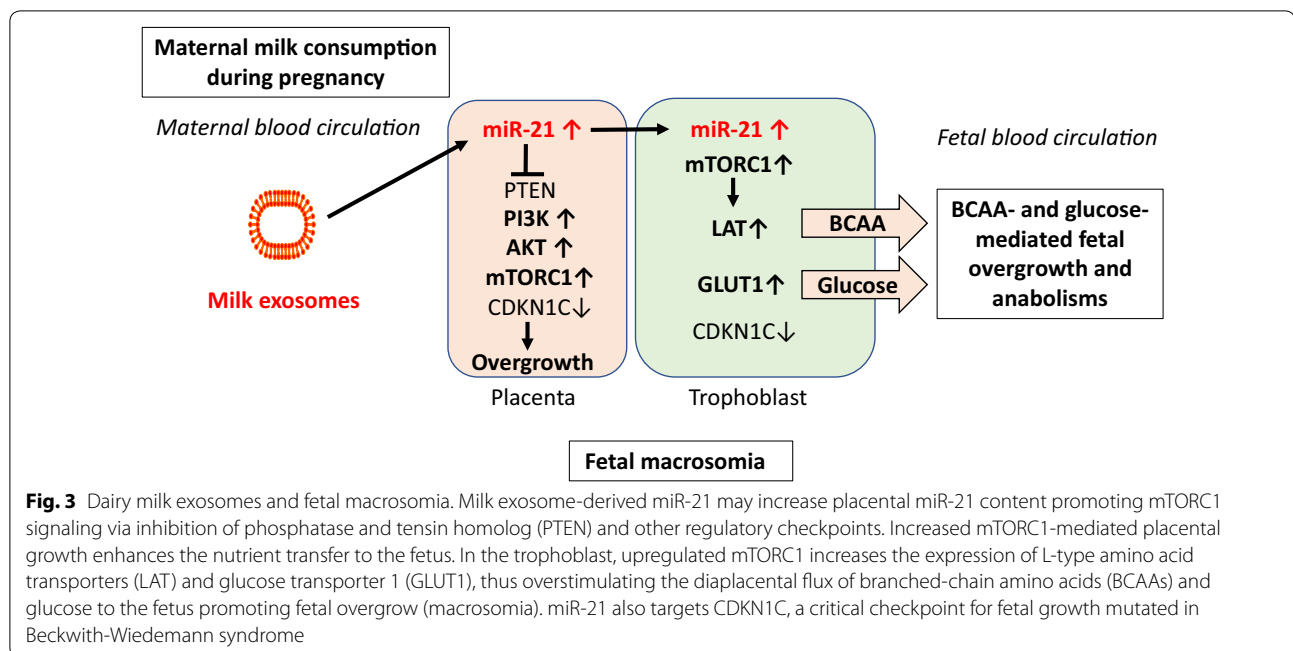 Maternal milk consumption
during pregnancy
Maternal blood circulation
Milk exosomes
miR-21 ↑
PTEN
PI3K ↑
AKT ↑
mTORC1↑
CDKN1C↓
Overgrowth
Placenta
miR-21 ↑
mTORC1↑
LAT↑
GLUT1↑
CDKN1C↓
Trophoblast
BCAA
Glucose
Fetal blood circulation
BCAA- and glucose-
mediated fetal
overgrowth and
anabolisms
Fetal macrosomia
Fig. 3 Dairy milk exosomes and fetal macrosomia. Milk exosome-derived miR-21 may increase placental miR-21 content promoting mTORC1
signaling via inhibition of phosphatase and tensin homolog (PTEN) and other regulatory checkpoints. Increased mTORC1-mediated placental
growth enhances the nutrient transfer to the fetus. In the trophoblast, upregulated mTORC1 increases the expression of L-type amino acid
transporters (LAT) and glucose transporter 1 (GLUT1), thus overstimulating the diaplacental flux of branched-chain amino acids (BCAAs) and
glucose to the fetus promoting fetal overgrow (macrosomia). miR-21 also targets CDKN1C, a critical checkpoint for fetal growth mutated in
Beckwith-Wiedemann syndrome